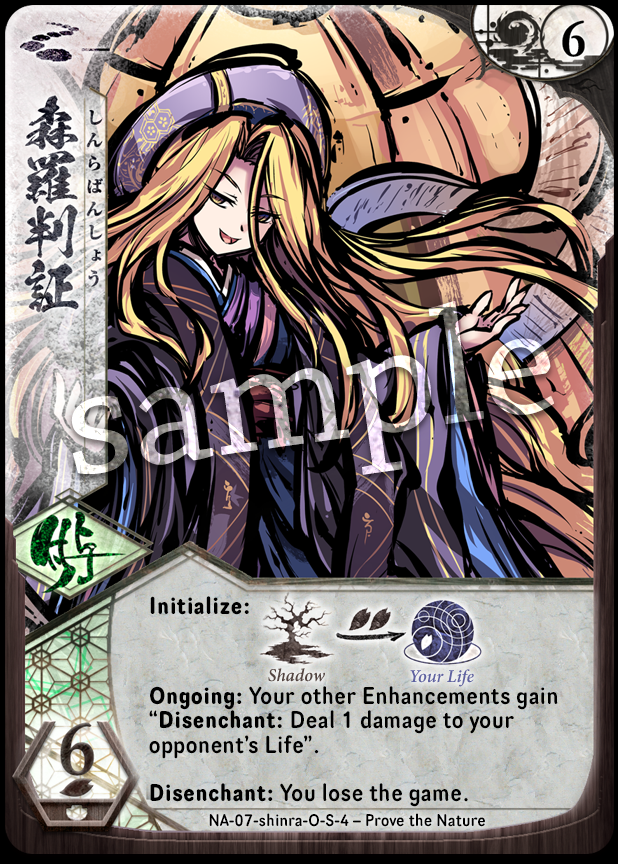 6
森羅判証
しんらばんしょう
sample
付与
Initialize:
Shadow
Your Life
Ongoing: Your other Enhancements gain
“Disenchant: Deal 1 damage to your
opponent’s Life”.
6
Disenchant: You lose the game.
NA-07-shinra-O-S-4 – Prove the Nature